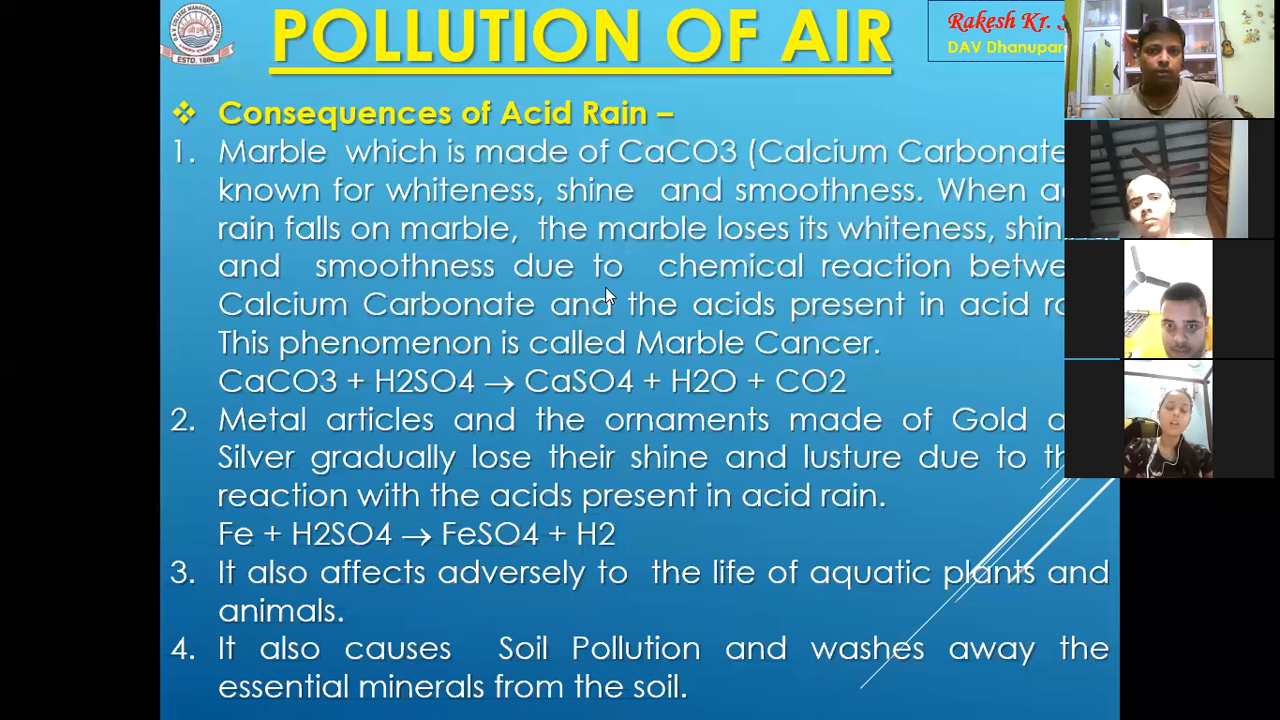 POLLUTION OF AIR
Rakesh Kr.
DAV
ESTD. 1886
❖ Consequences of Acid Rain –
1. Marble which is made of CaCO3 (Calcium Carbonate
known for whiteness, shine and smoothness. When
rain falls on marble, the marble loses its whiteness,
and smoothness due to chemical reaction
Calcium Carbonate and the acids present in acid
This phenomenon is called Marble Cancer.
CaCO3 + H2SO4 → CaSO4 + H2O + CO2
2. Metal articles and the ornaments made of Gold
Silver gradually lose their shine and lusture due to
reaction with the acids present in acid rain.
Fe + H2SO4 → FeSO4 + H2
3. It also affects adversely to the life of aquatic plants and
animals.
4. It also causes Soil Pollution and washes away the
essential minerals from the soil.